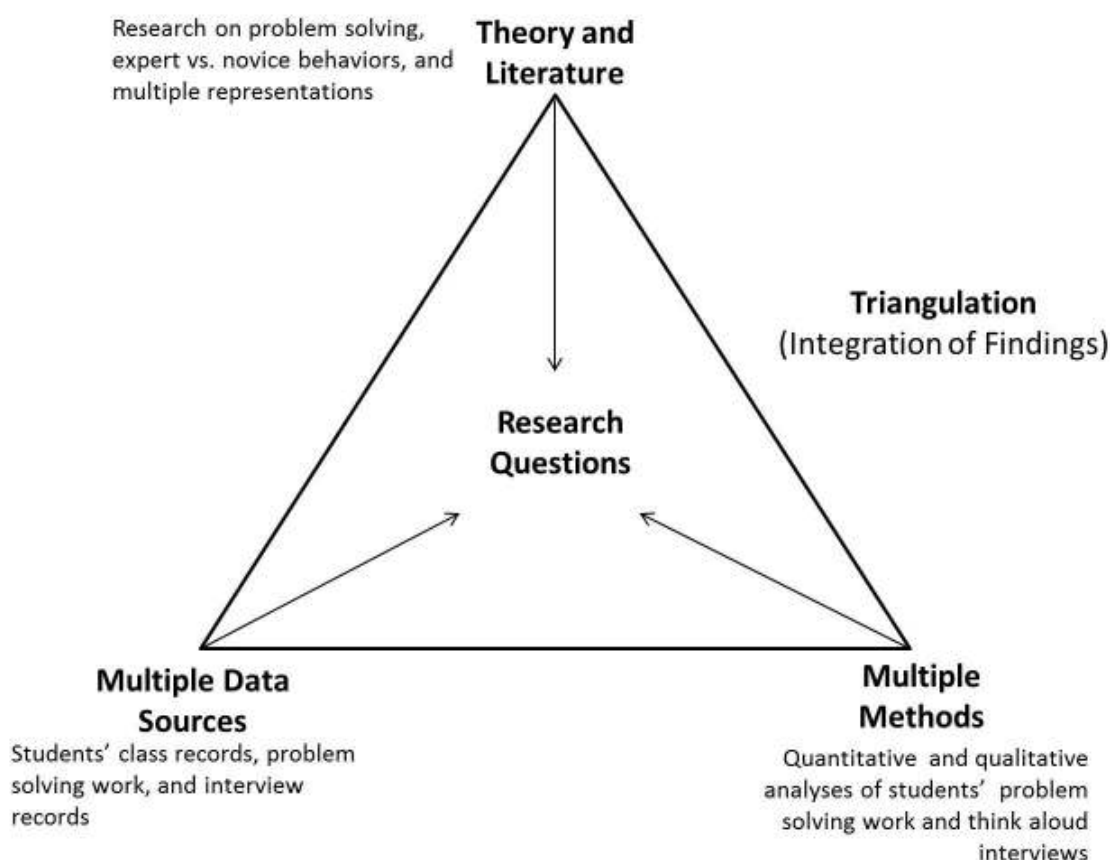 Research on problem solving,
expert vs. novice behaviors, and
multiple representations
Theory and
Literature
Triangulation
(Integration of Findings)
Research
Questions
Multiple Data
Sources
Students’ class records, problem
solving work, and interview
records
Multiple
Methods
Quantitative and qualitative
analyses of students’ problem
solving work and think aloud
interviews